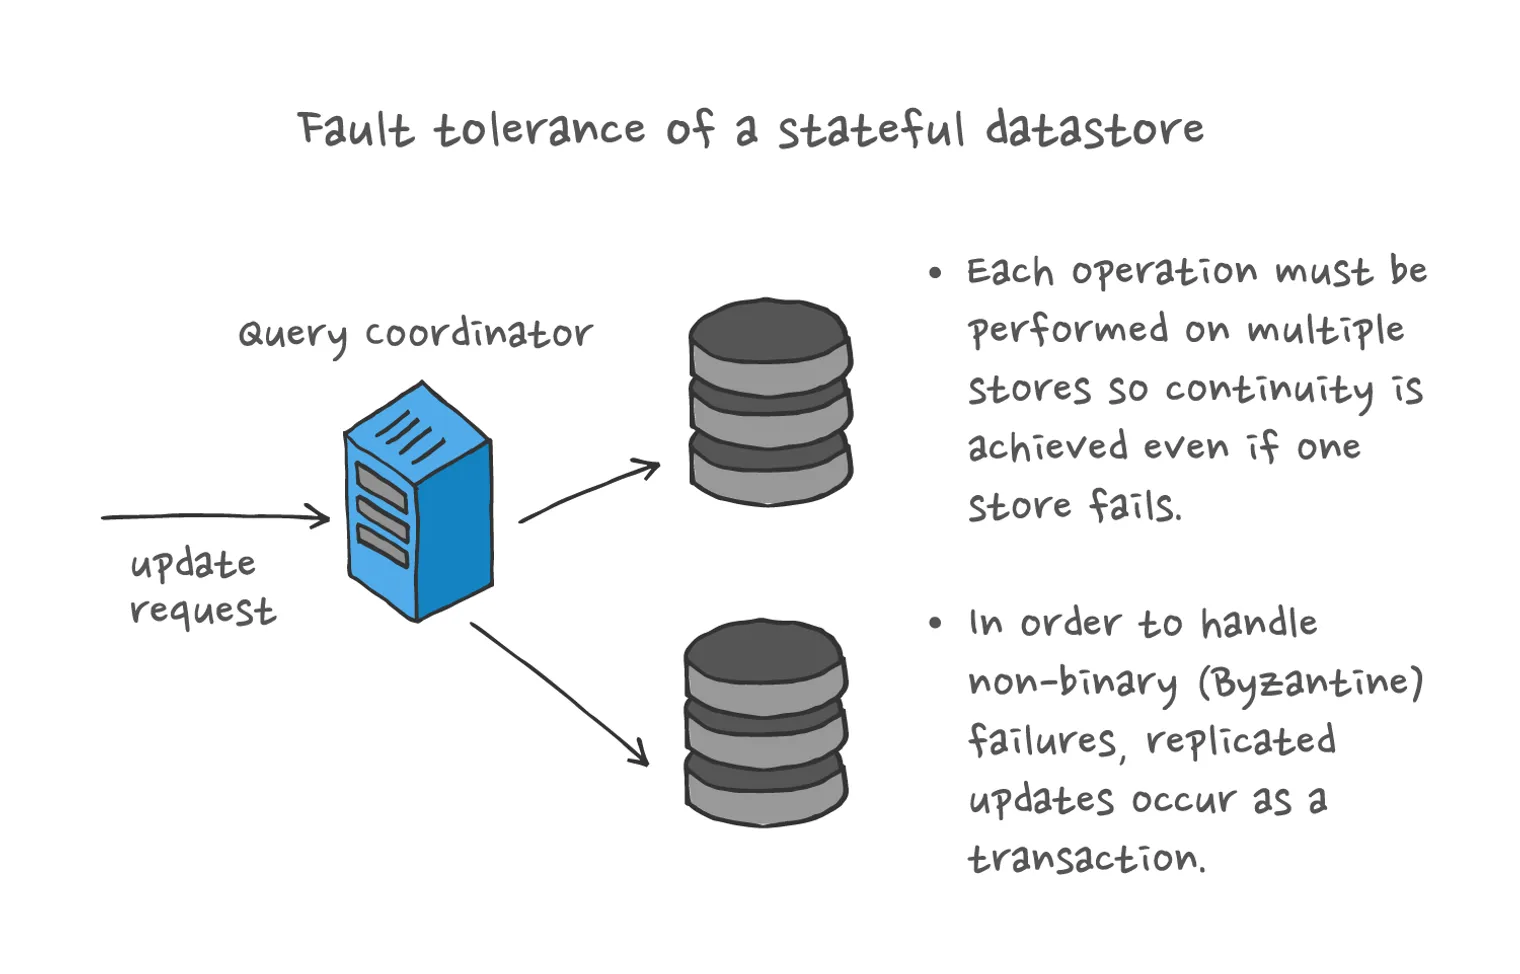 Fault tolerance of a stateful datastore
Query coordinator
update
request
• Each operation must be
performed on multiple
stores so continuity is
achieved even if one
store fails.
• In order to handle
non-binary (Byzantine)
failures, replicated
updates occur as a
transaction.